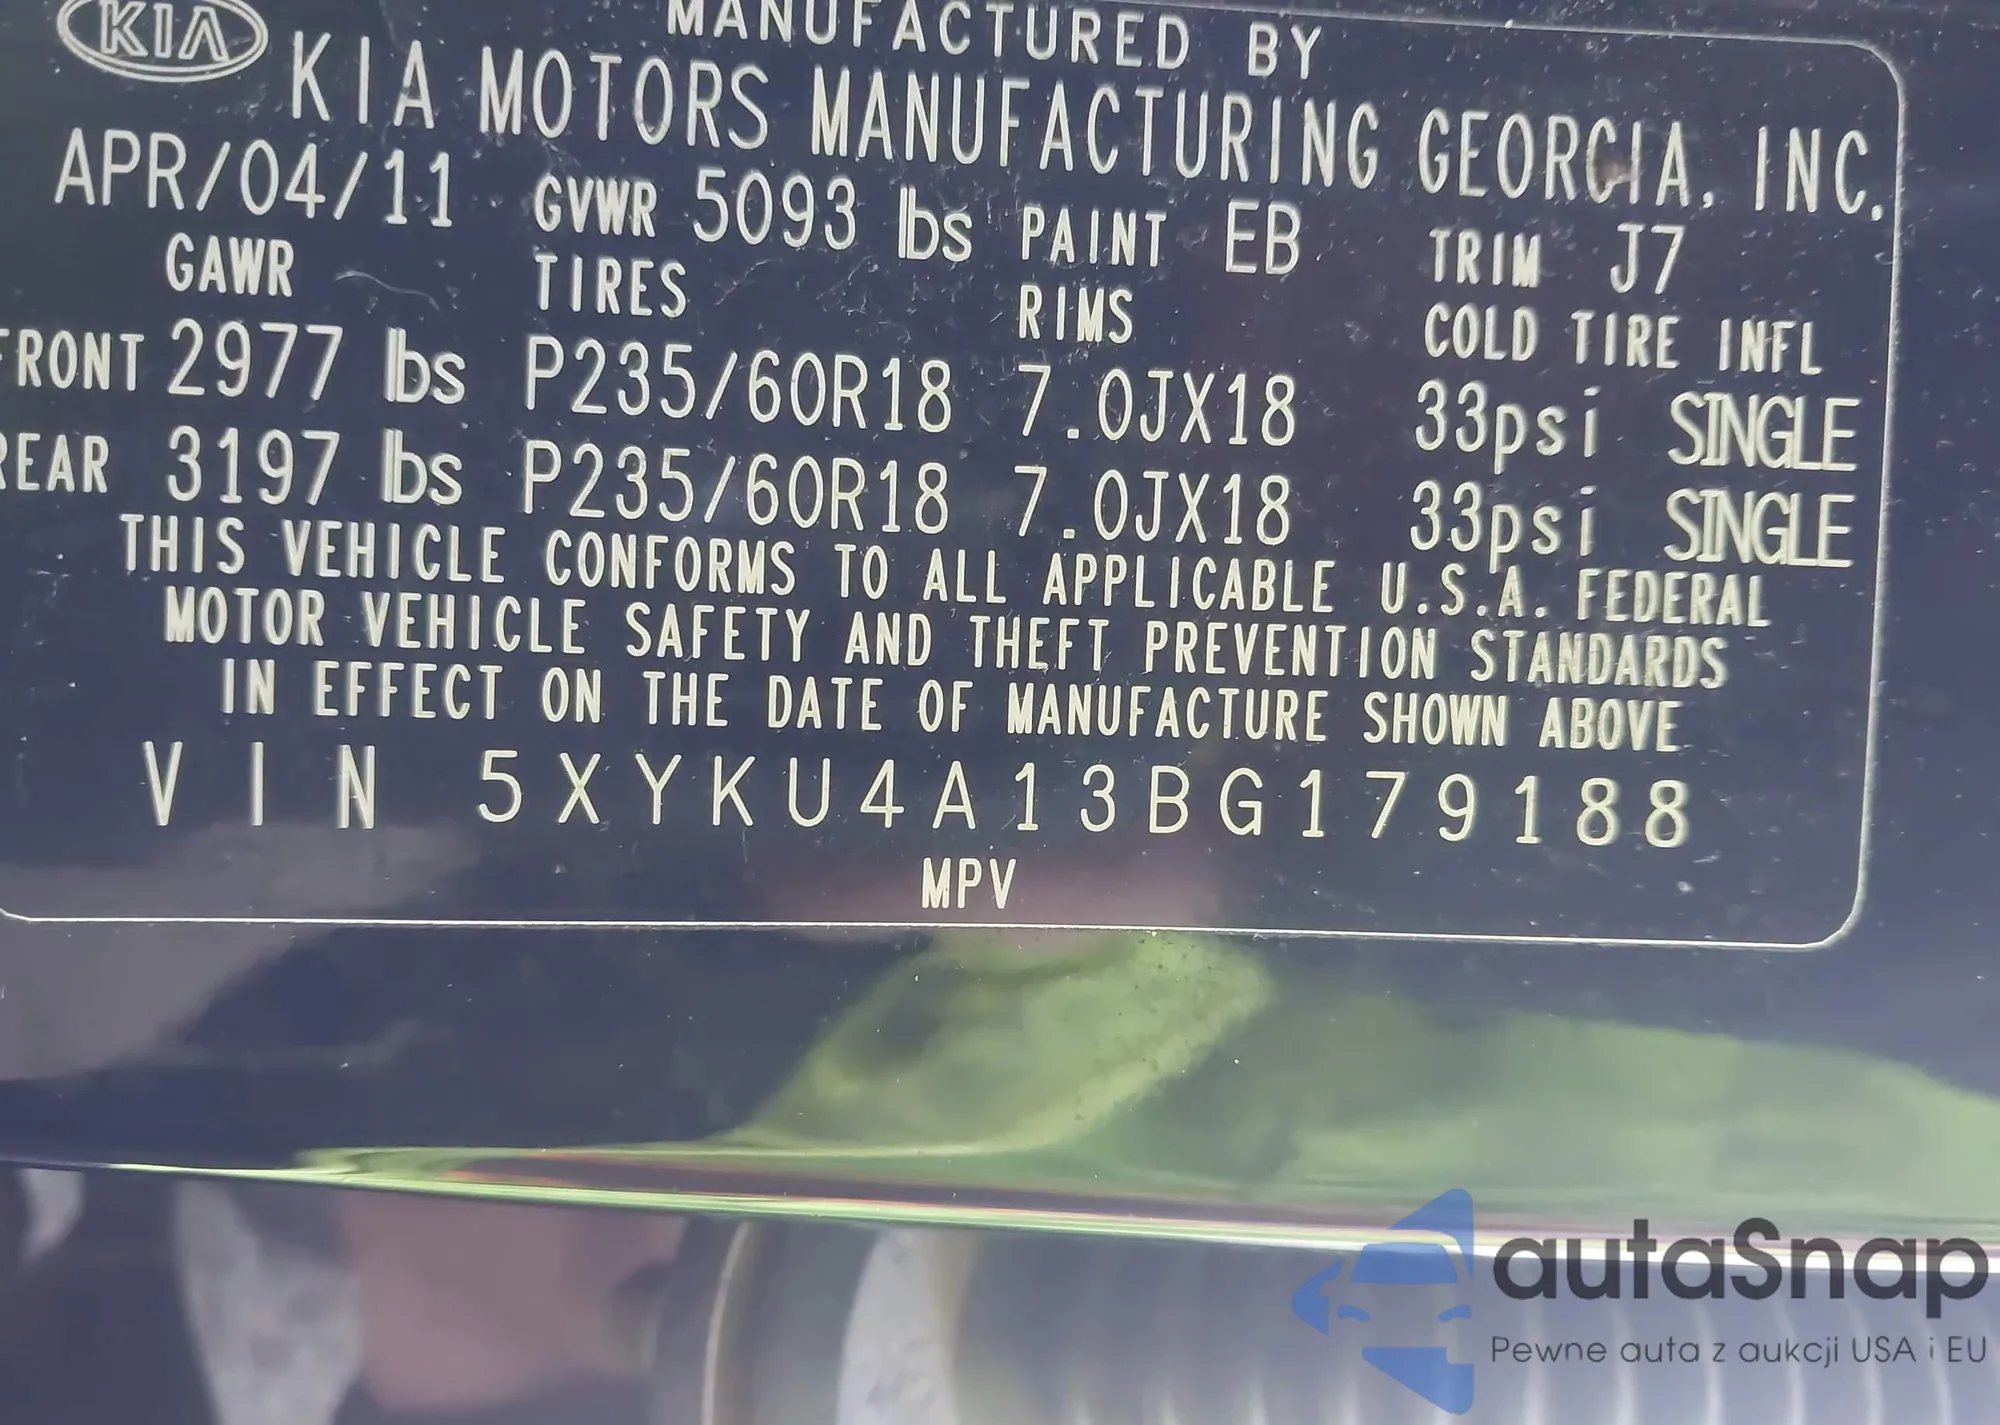 MANUFACTURED BY
KIA
KIA MOTORS MANUFACTURING GEORGIA, INC.
APR/04/11 GVWR 5093 lbs PAINT EB TRIM J7
GAWR TIRES RIMS COLD TIRE INFL
FRONT 2977 lbs P235/60R18 7.0JX18 33psi SINGLE
REAR 3197 lbs P235/60R18 7.0JX18 33psi SINGLE
THIS VEHICLE CONFORMS TO ALL APPLICABLE U.S.A. FEDERAL
MOTOR VEHICLE SAFETY AND THEFT PREVENTION STANDARDS
IN EFFECT ON THE DATE OF MANUFACTURE SHOWN ABOVE
VIN 5XYKU4A13BG179188
MPV
autaSnap
Pewne auta z aukcji USA i EU